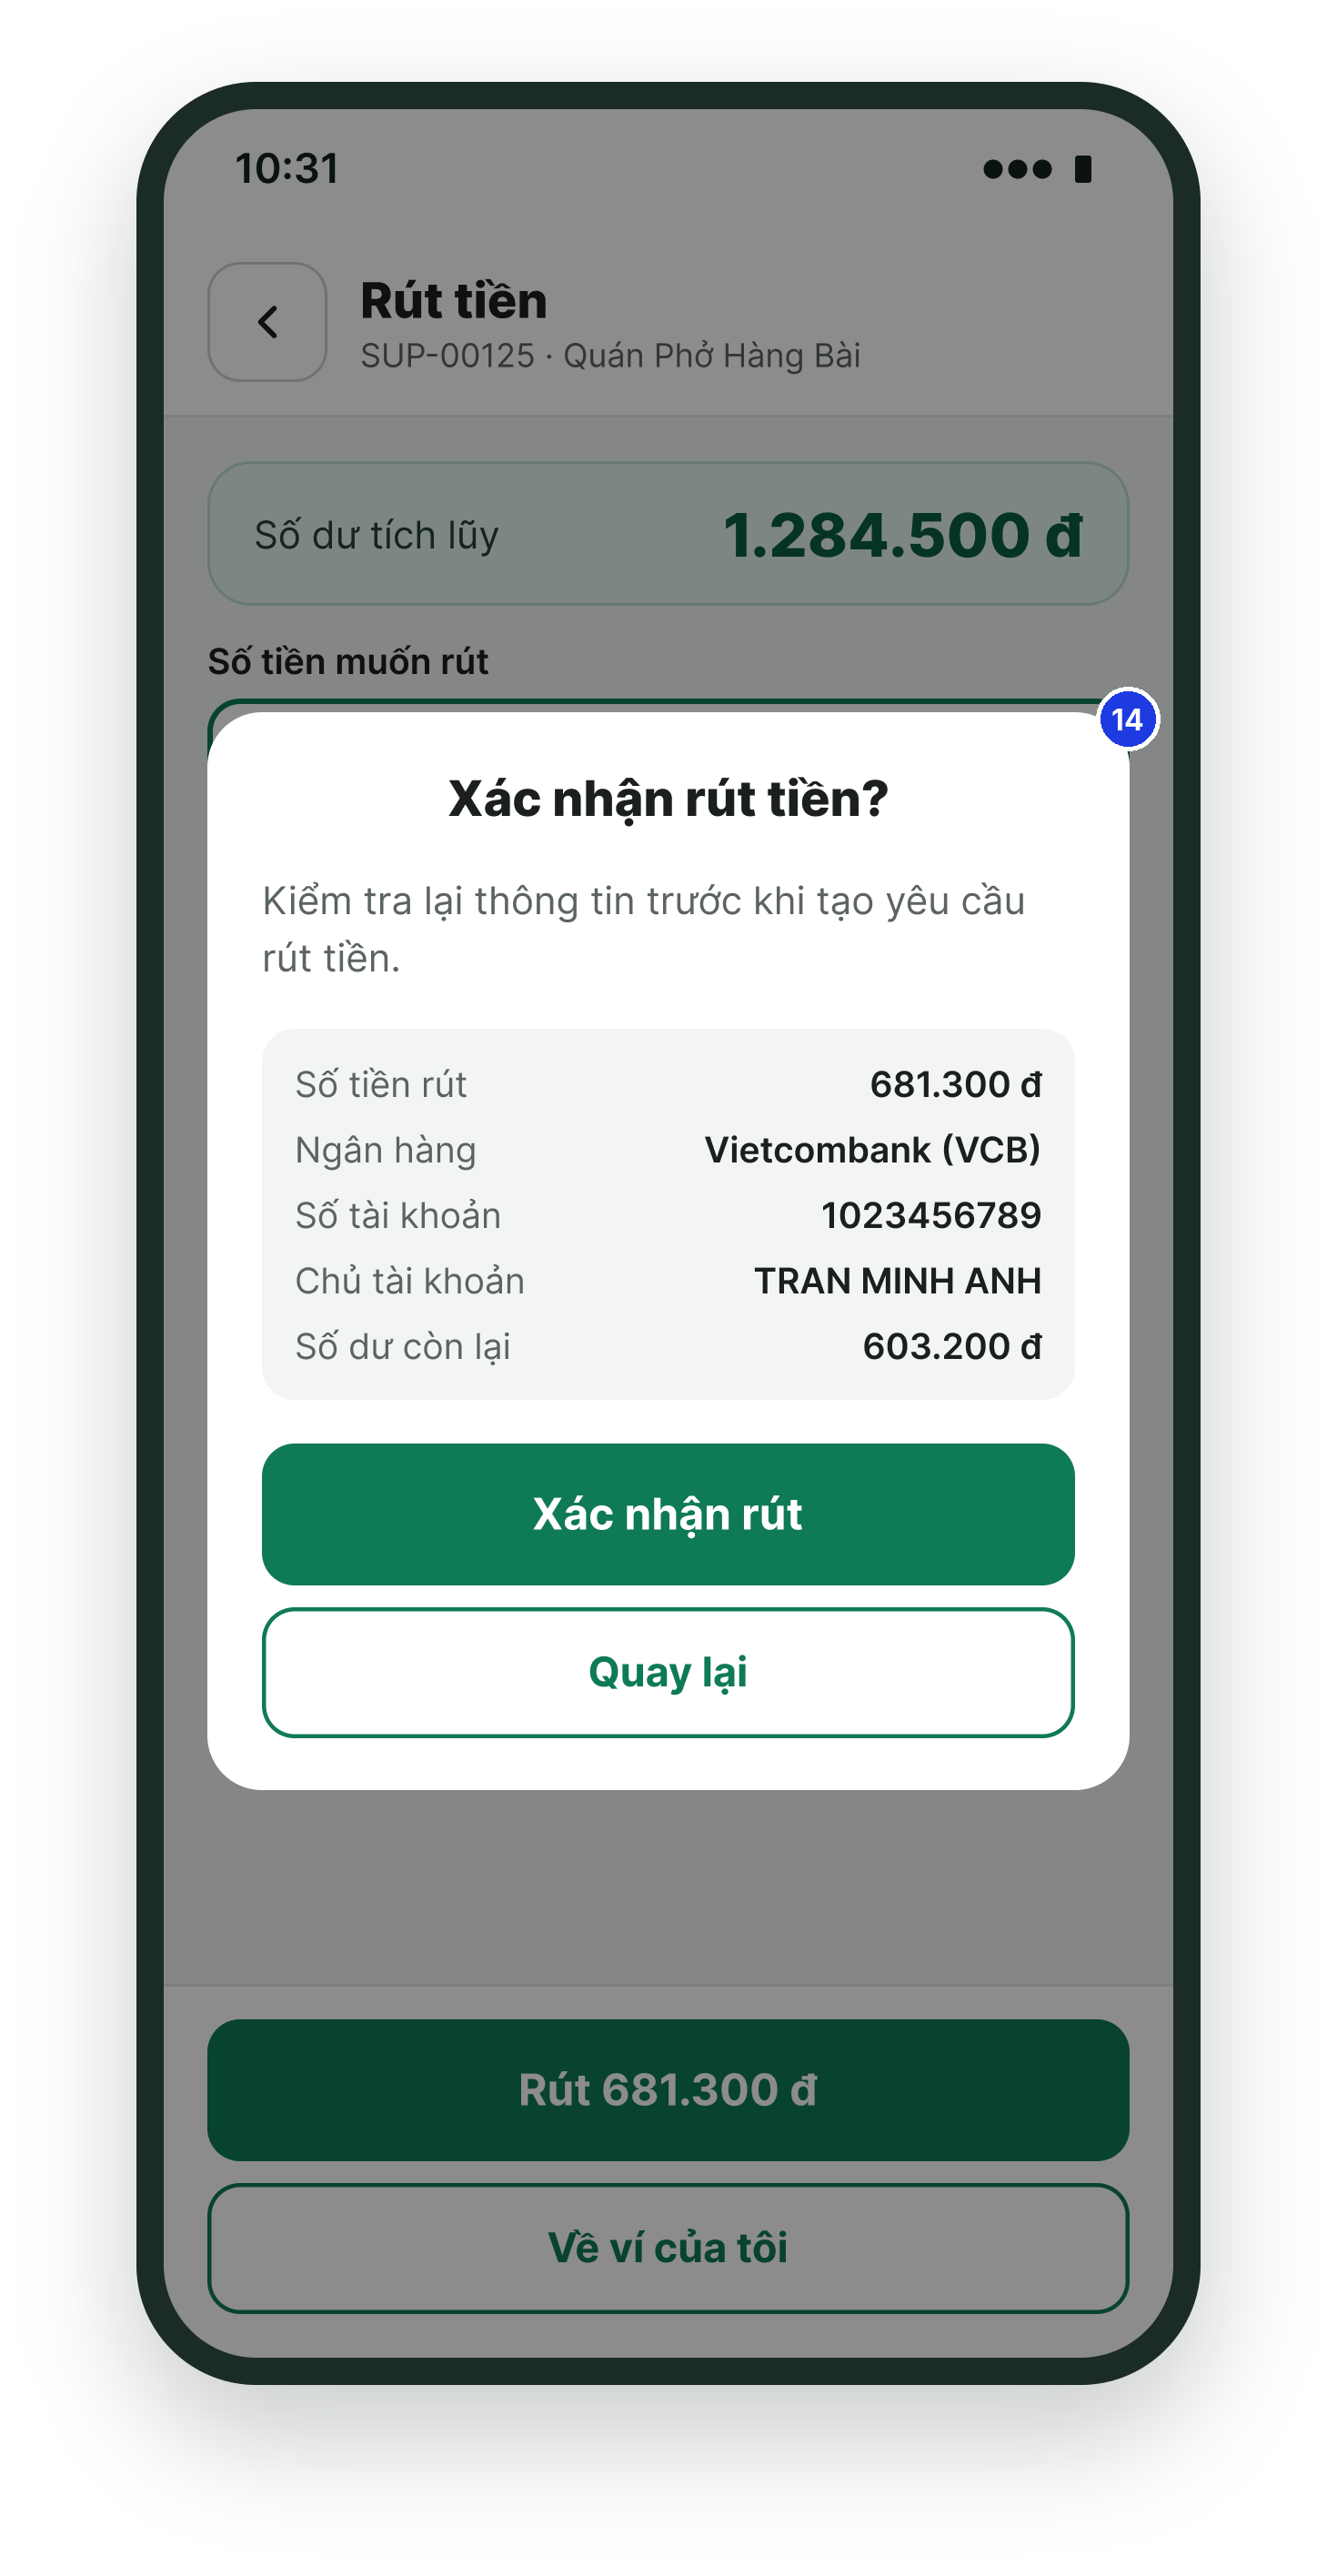 10:31
Rút tiền
SUP-00125 · Quán Phở Hàng Bài
Số dư tích lũy 1.284.500 đ
Số tiền muốn rút
14
Xác nhận rút tiền?
Kiểm tra lại thông tin trước khi tạo yêu cầu
rút tiền.
Số tiền rút 681.300 đ
Ngân hàng Vietcombank (VCB)
Số tài khoản 1023456789
Chủ tài khoản TRAN MINH ANH
Số dư còn lại 603.200 đ
Xác nhận rút
Quay lại
Rút 681.300 đ
Về ví của tôi